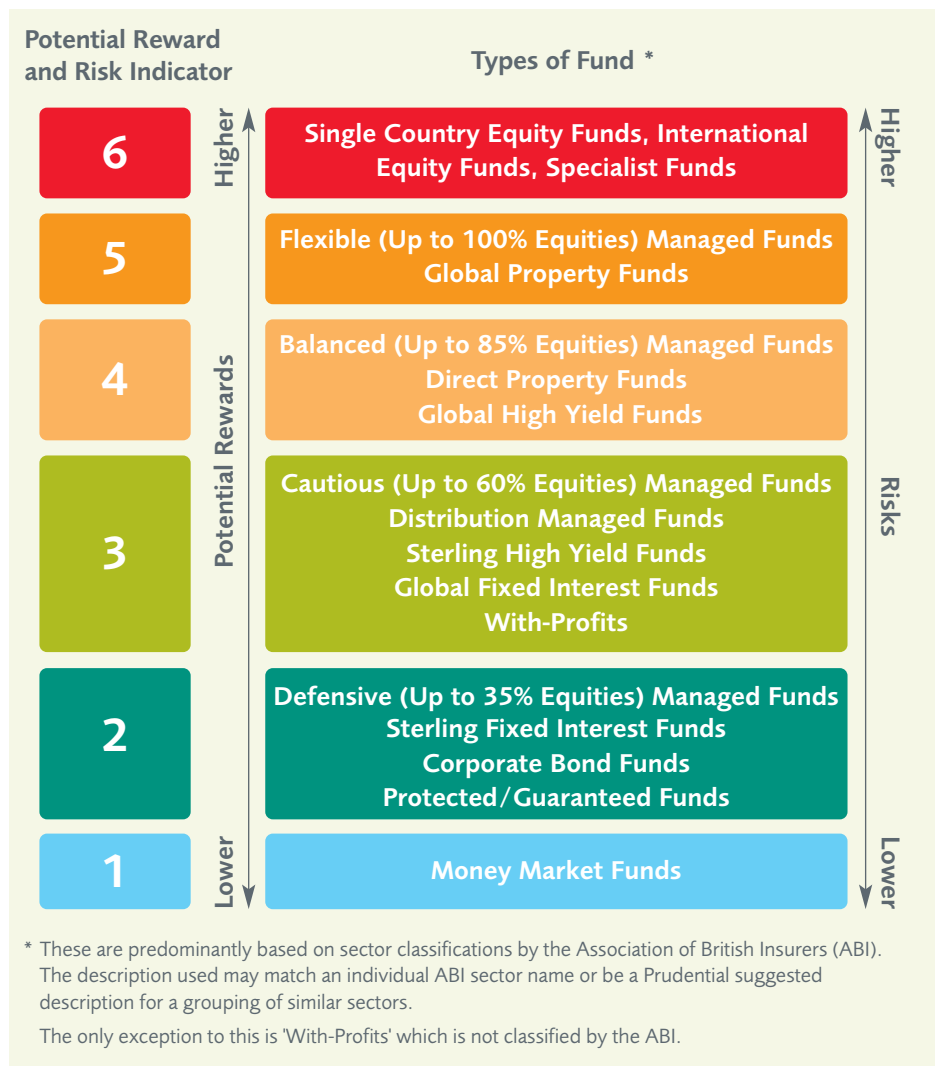 Potential Reward
and Risk Indicator
Types of Fund *
6
Higher
Single Country Equity Funds, International
Equity Funds, Specialist Funds
Higher
5
Flexible (Up to 100% Equities) Managed Funds
Global Property Funds
4
Balanced (Up to 85% Equities) Managed Funds
Direct Property Funds
Global High Yield Funds
Potential Rewards
3
Cautious (Up to 60% Equities) Managed Funds
Distribution Managed Funds
Sterling High Yield Funds
Global Fixed Interest Funds
With-Profits
Risks
2
Defensive (Up to 35% Equities) Managed Funds
Sterling Fixed Interest Funds
Corporate Bond Funds
Protected/Guaranteed Funds
1
Lower
Money Market Funds
Lower
* These are predominantly based on sector classifications by the Association of British Insurers (ABI).
The description used may match an individual ABI sector name or be a Prudential suggested
description for a grouping of similar sectors.
The only exception to this is 'With-Profits' which is not classified by the ABI.